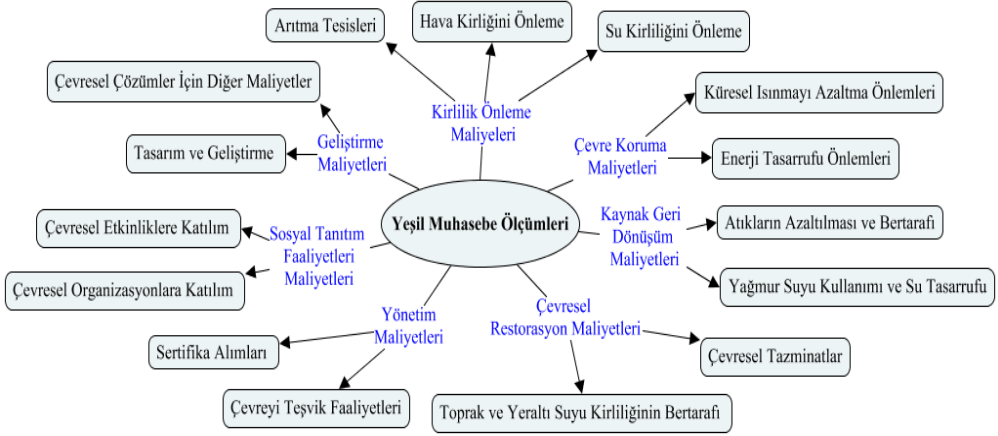 Arıtma Tesisleri
Hava Kirliğini Önleme
Su Kirliliğini Önleme
Çevresel Çözümler İçin Diğer Maliyetler
Küresel Isınmayı Azaltma Önlemleri
Kirlilik Önleme
Maliyeleri
Tasarım ve Geliştirme
Geliştirme
Maliyetleri
Çevre Koruma
Maliyetleri
Enerji Tasarrufu Önlemleri
Yeşil Muhasebe Ölçümleri
Çevresel Etkinliklere Katılım
Sosyal Tanıtım
Faaliyetleri
Maliyetleri
Kaynak Geri
Dönüşüm
Maliyetleri
Atıkların Azaltılması ve Bertarafı
Çevresel Organizasyonlara Katılım
Yağmur Suyu Kullanımı ve Su Tasarrufu
Yönetim
Maliyetleri
Çevresel
Restorasyon Maliyetleri
Sertifika Alımları
Çevresel Tazminatlar
Çevreyi Teşvik Faaliyetleri
Toprak ve Yeraltı Suyu Kirliliğinin Bertarafı